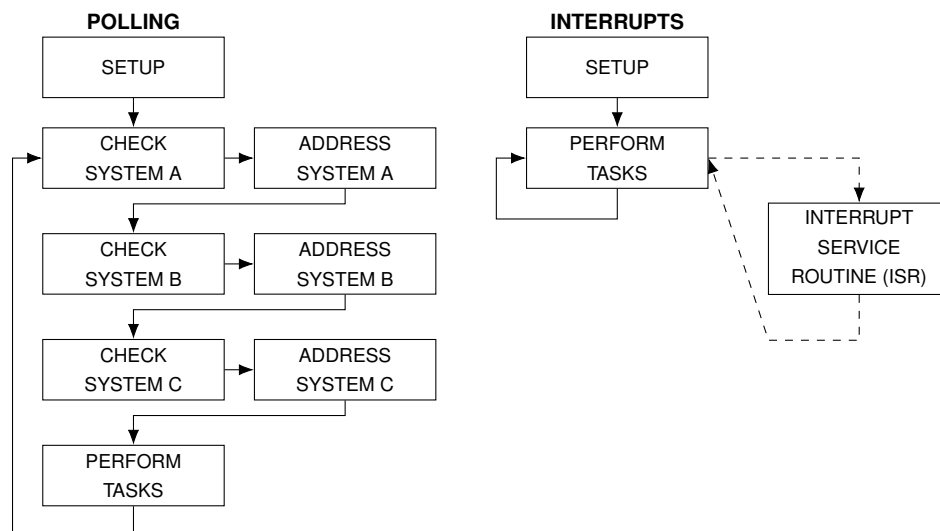 POLLING
SETUP
CHECK
SYSTEM A
ADDRESS
SYSTEM A
CHECK
SYSTEM B
ADDRESS
SYSTEM B
CHECK
SYSTEM C
ADDRESS
SYSTEM C
PERFORM
TASKS
INTERRUPTS
SETUP
PERFORM
TASKS
INTERRUPT
SERVICE
ROUTINE (ISR)